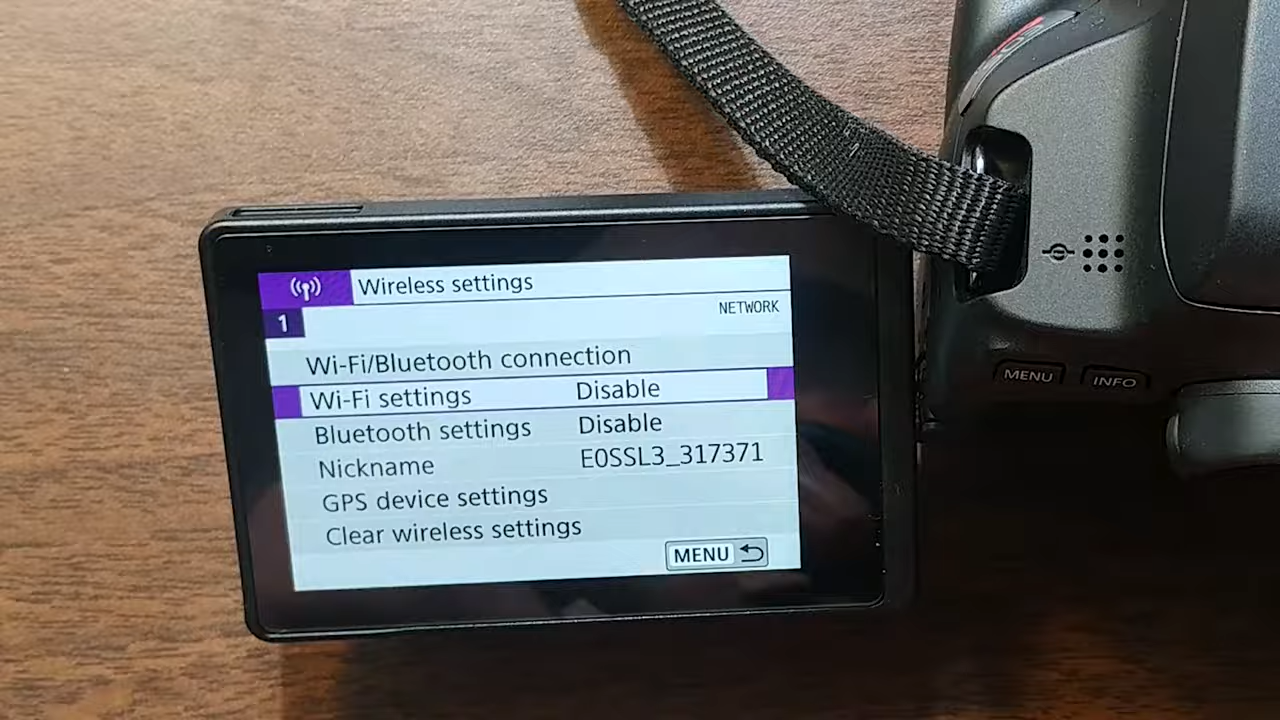 Wireless settings
1
NETWORK
Wi-Fi/Bluetooth connection
Wi-Fi settings Disable
Bluetooth settings Disable
Nickname E0SSL3_317371
GPS device settings
Clear wireless settings
MENU
MENU INFO